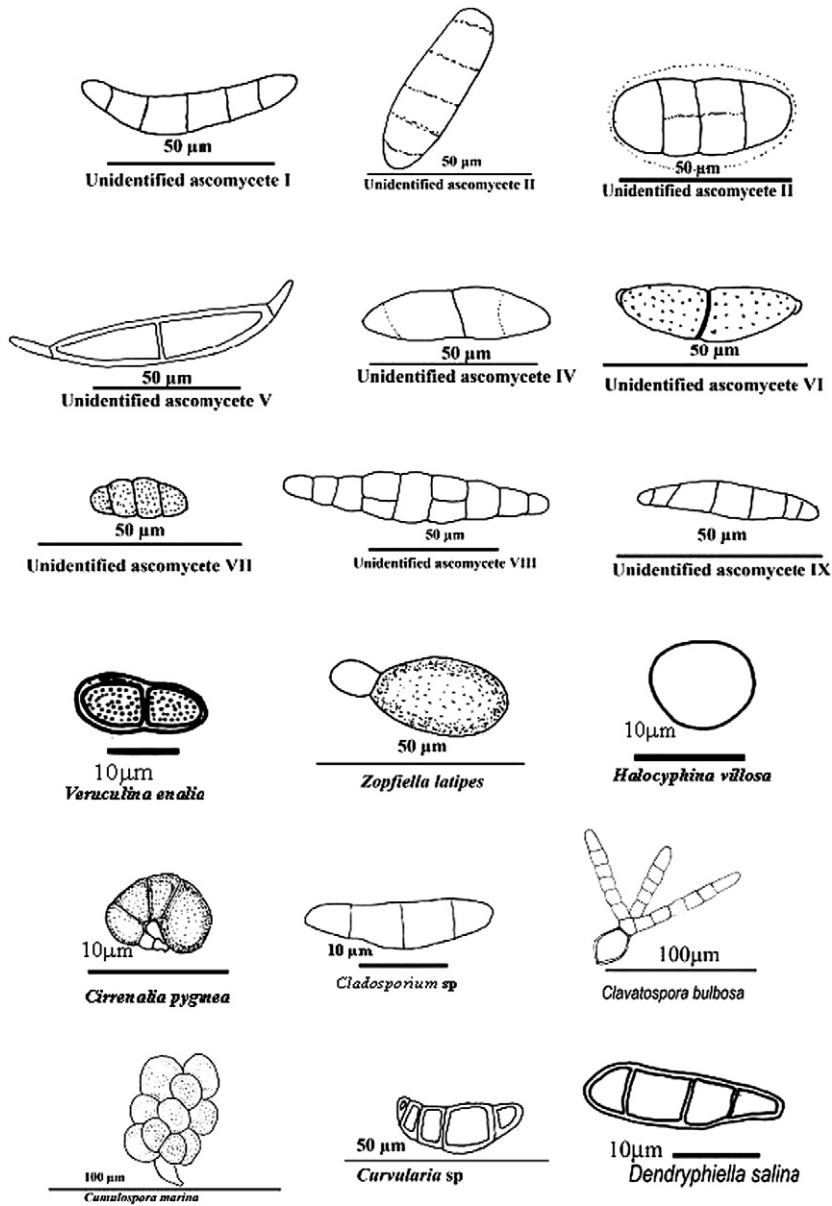 50 µm
Unidentified ascomycete I
50 µm
Unidentified ascomycete II
50 µm
Unidentified ascomycete II
50 µm
Unidentified ascomycete V
50 µm
Unidentified ascomycete IV
50 µm
Unidentified ascomycete VI
50 µm
Unidentified ascomycete VII
50 µm
Unidentified ascomycete VIII
50 µm
Unidentified ascomycete IX
10µm
Veruculina enalia
50 µm
Zopfiella latipes
10µm
Halocyphina villosa
10µm
Cirrenalia pygmea
10 µm
Cladosporium sp
100µm
Clavatospora bulbosa
100 µm
Cumulospora marina
50 µm
Curvularia sp
10µm
Dendryphiella salina